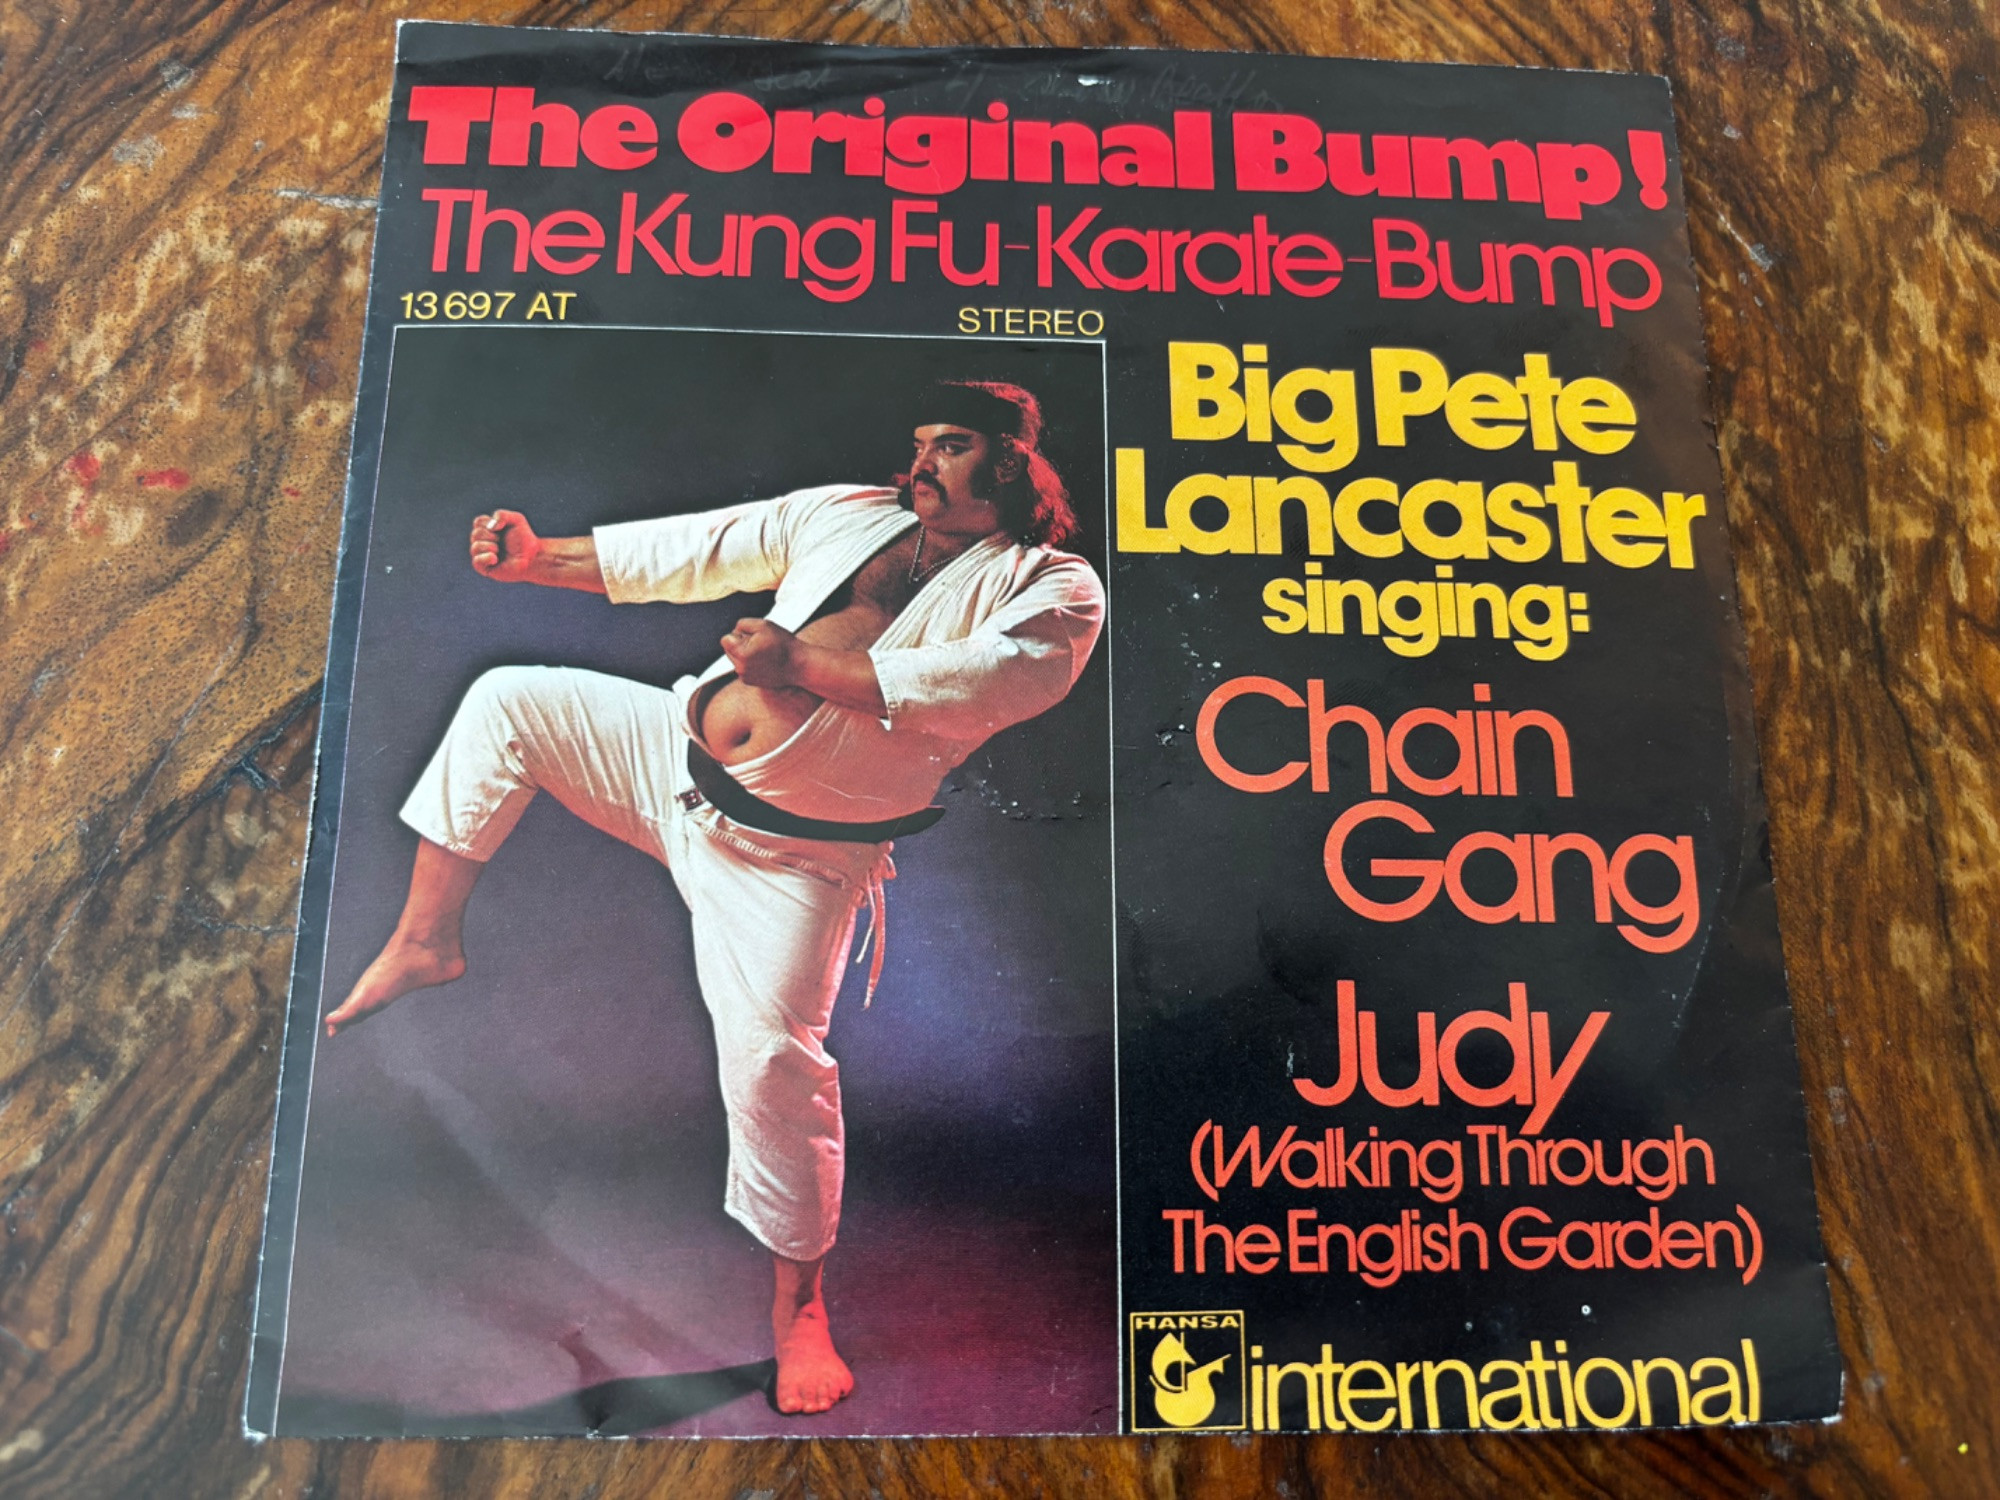 The Original Bump!
The Kung Fu-Karate-Bump
13 697 AT
STEREO
Big Pete
Lancaster
singing:
Chain
Gang
Judy
(Walking Through
The English Garden)
HANSA
international